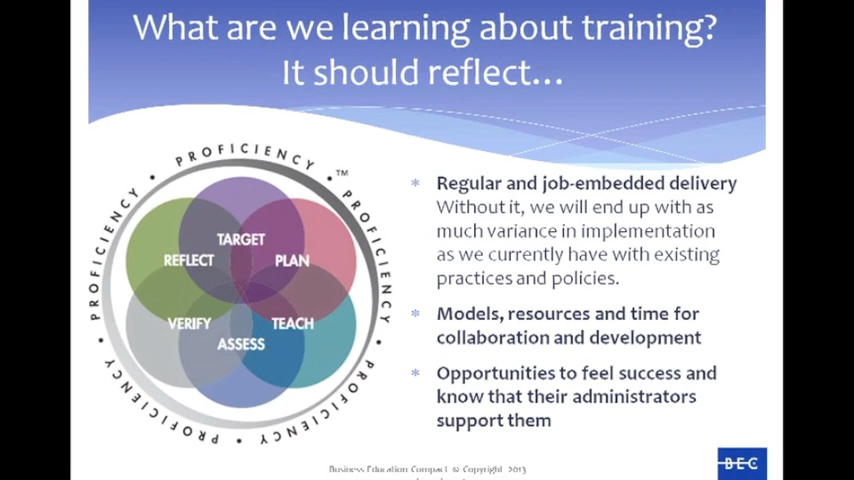 What are we learning about training?
It should reflect...
PROFICIENCY • PROFICIENCY • PROFICIENCY • PROFICIENCY • PROFICIENCY •
™
TARGET
REFLECT
PLAN
VERIFY
TEACH
ASSESS
* Regular and job-embedded delivery
Without it, we will end up with as
much variance in implementation
as we currently have with existing
practices and policies.
* Models, resources and time for
collaboration and development
* Opportunities to feel success and
know that their administrators
support them
Business Education Compact © Copyright 2013
BEC